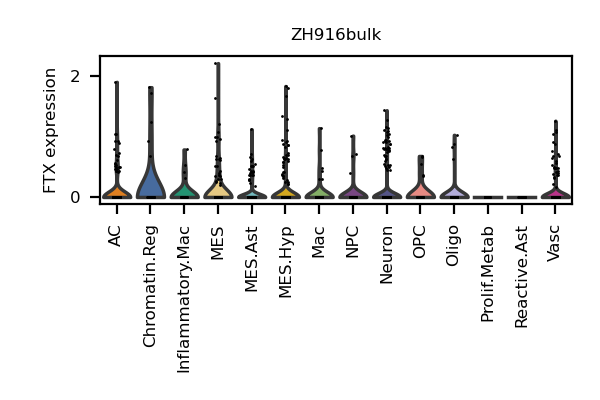 ZH916bulk
FTX expression
2
0
AC
Chromatin.Reg
Inflammatory.Mac
MES
MES.Ast
MES.Hyp
Mac
NPC
Neuron
OPC
Oligo
Prolif.Metab
Reactive.Ast
Vasc